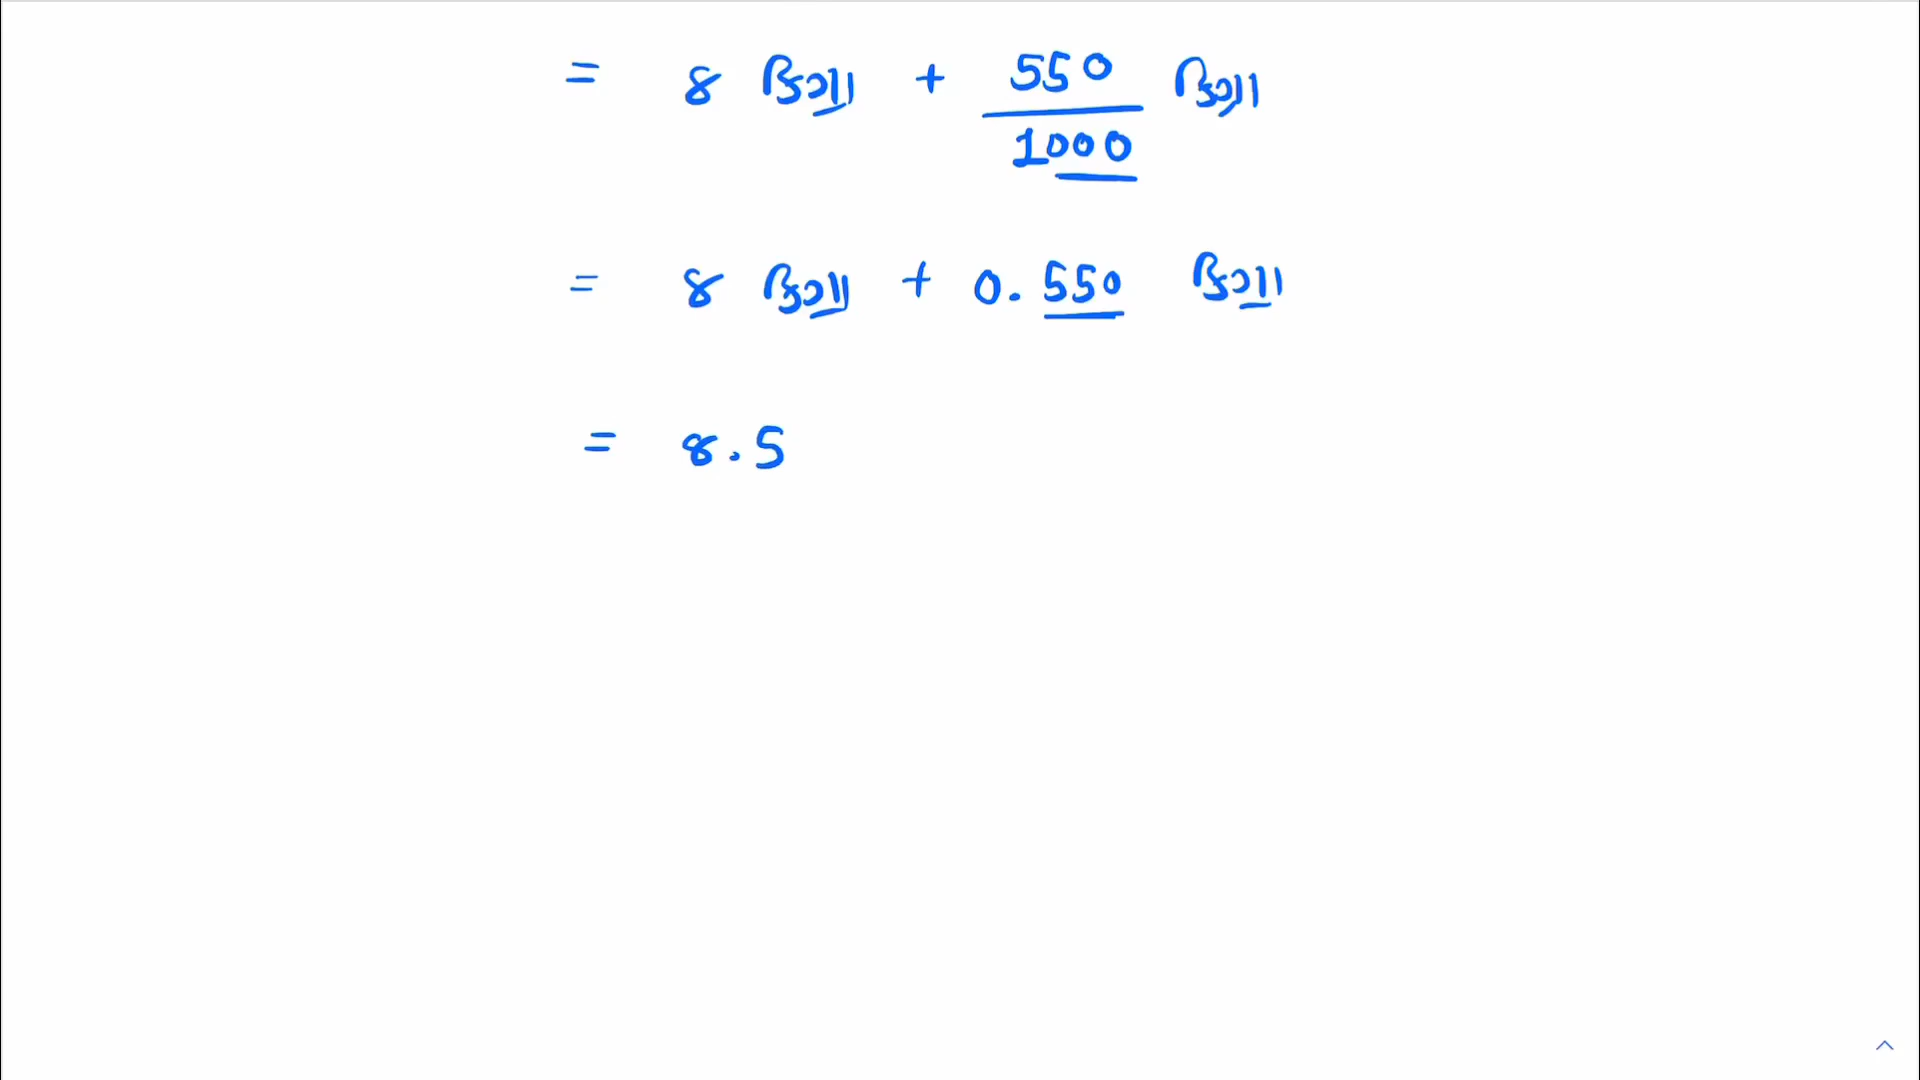 = 8 કિગ્રા + 550/1000 કિગ્રા
= 8 કિગ્રા + 0.550 કિગ્રા
= 8.5